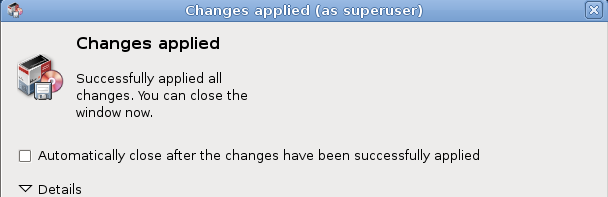 Changes applied (as superuser)
Changes applied
Successfully applied all
changes. You can close the
window now.
Automatically close after the changes have been successfully applied
Details